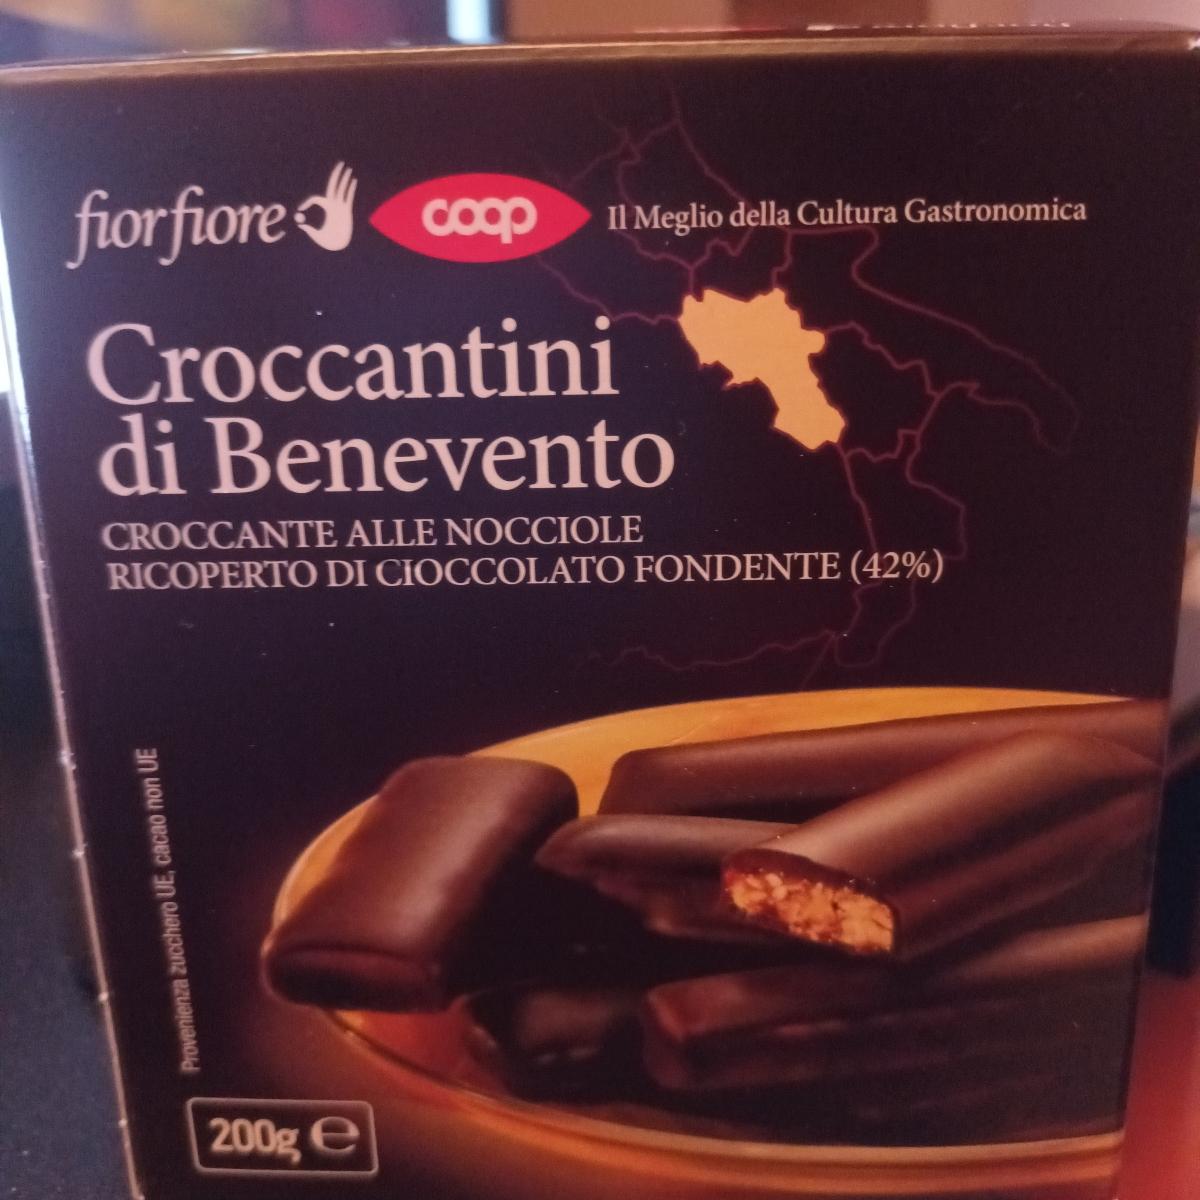 fiorfiore coop Il Meglio della Cultura Gastronomica
Croccantini
di Benevento
CROCCANTE ALLE NOCCIOLE
RICOPERTO DI CIOCCOLATO FONDENTE (42%)
Provenienza zucchero UE, cacao non UE
200g ℮